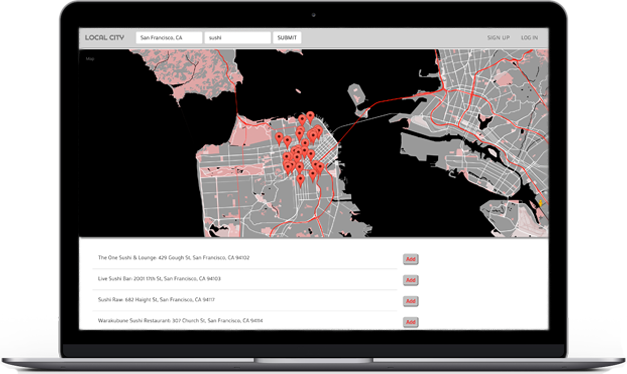 LOCAL CITY
San Francisco, CA
sushi
SUBMIT
SIGN UP
LOG IN
Map
The One Sushi & Lounge- 429 Gough St, San Francisco, CA 94102
Add
Live Sushi Bar- 2001 17th St, San Francisco, CA 94103
Add
Sushi Raw- 682 Haight St, San Francisco, CA 94117
Add
Warakubune Sushi Restaurant- 307 Church St, San Francisco, CA 94114
Add